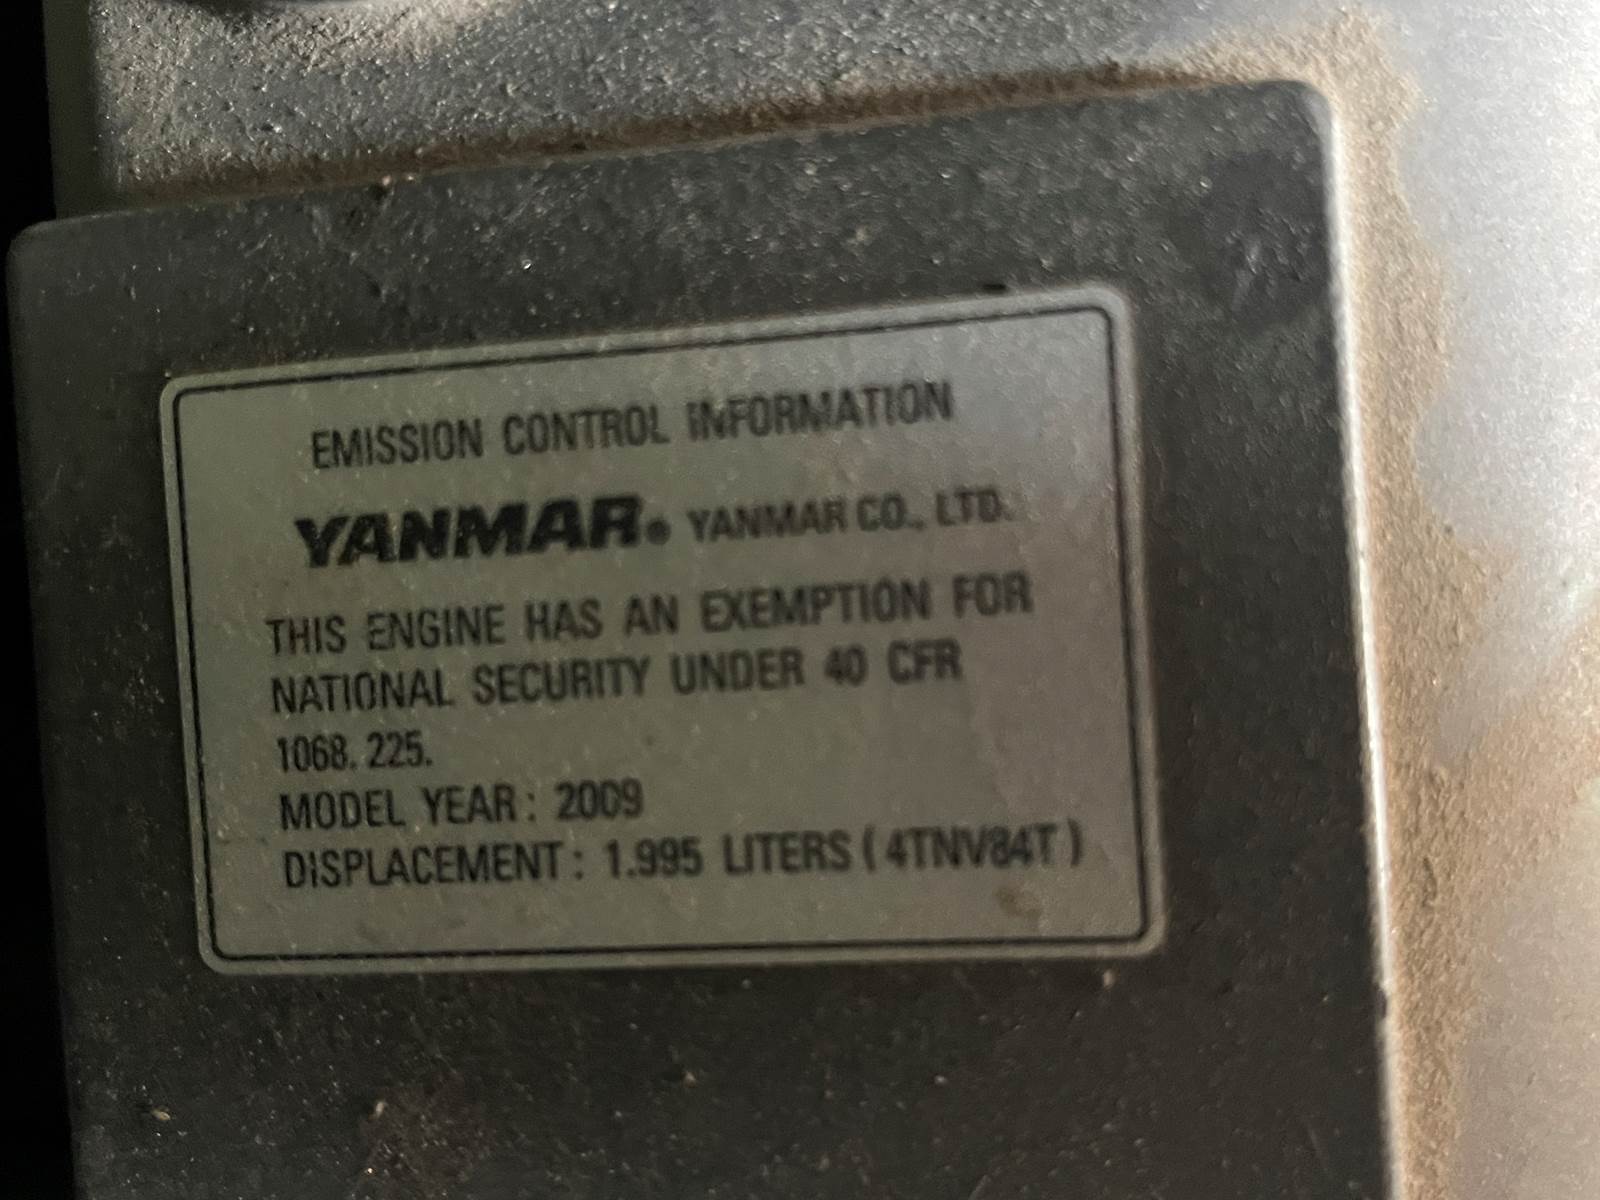 EMISSION CONTROL INFORMATION
YANMAR® YANMAR CO., LTD.
THIS ENGINE HAS AN EXEMPTION FOR
NATIONAL SECURITY UNDER 40 CFR
1068.225.
MODEL YEAR: 2009
DISPLACEMENT: 1.995 LITERS (4TNV84T)